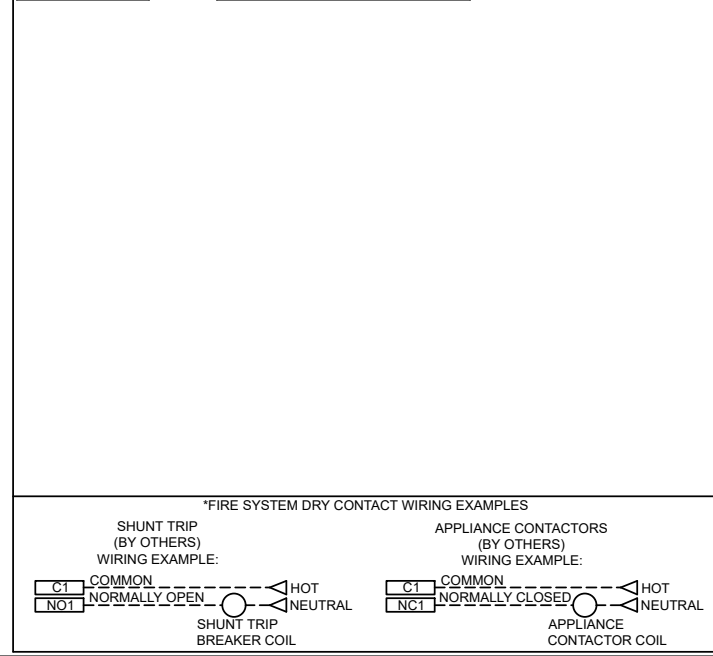 *FIRE SYSTEM DRY CONTACT WIRING EXAMPLES
SHUNT TRIP
(BY OTHERS)
WIRING EXAMPLE:
C1 COMMON HOT
NO1 NORMALLY OPEN NEUTRAL
SHUNT TRIP
BREAKER COIL
APPLIANCE CONTACTORS
(BY OTHERS)
WIRING EXAMPLE:
C1 COMMON HOT
NC1 NORMALLY CLOSED NEUTRAL
APPLIANCE
CONTACTOR COIL